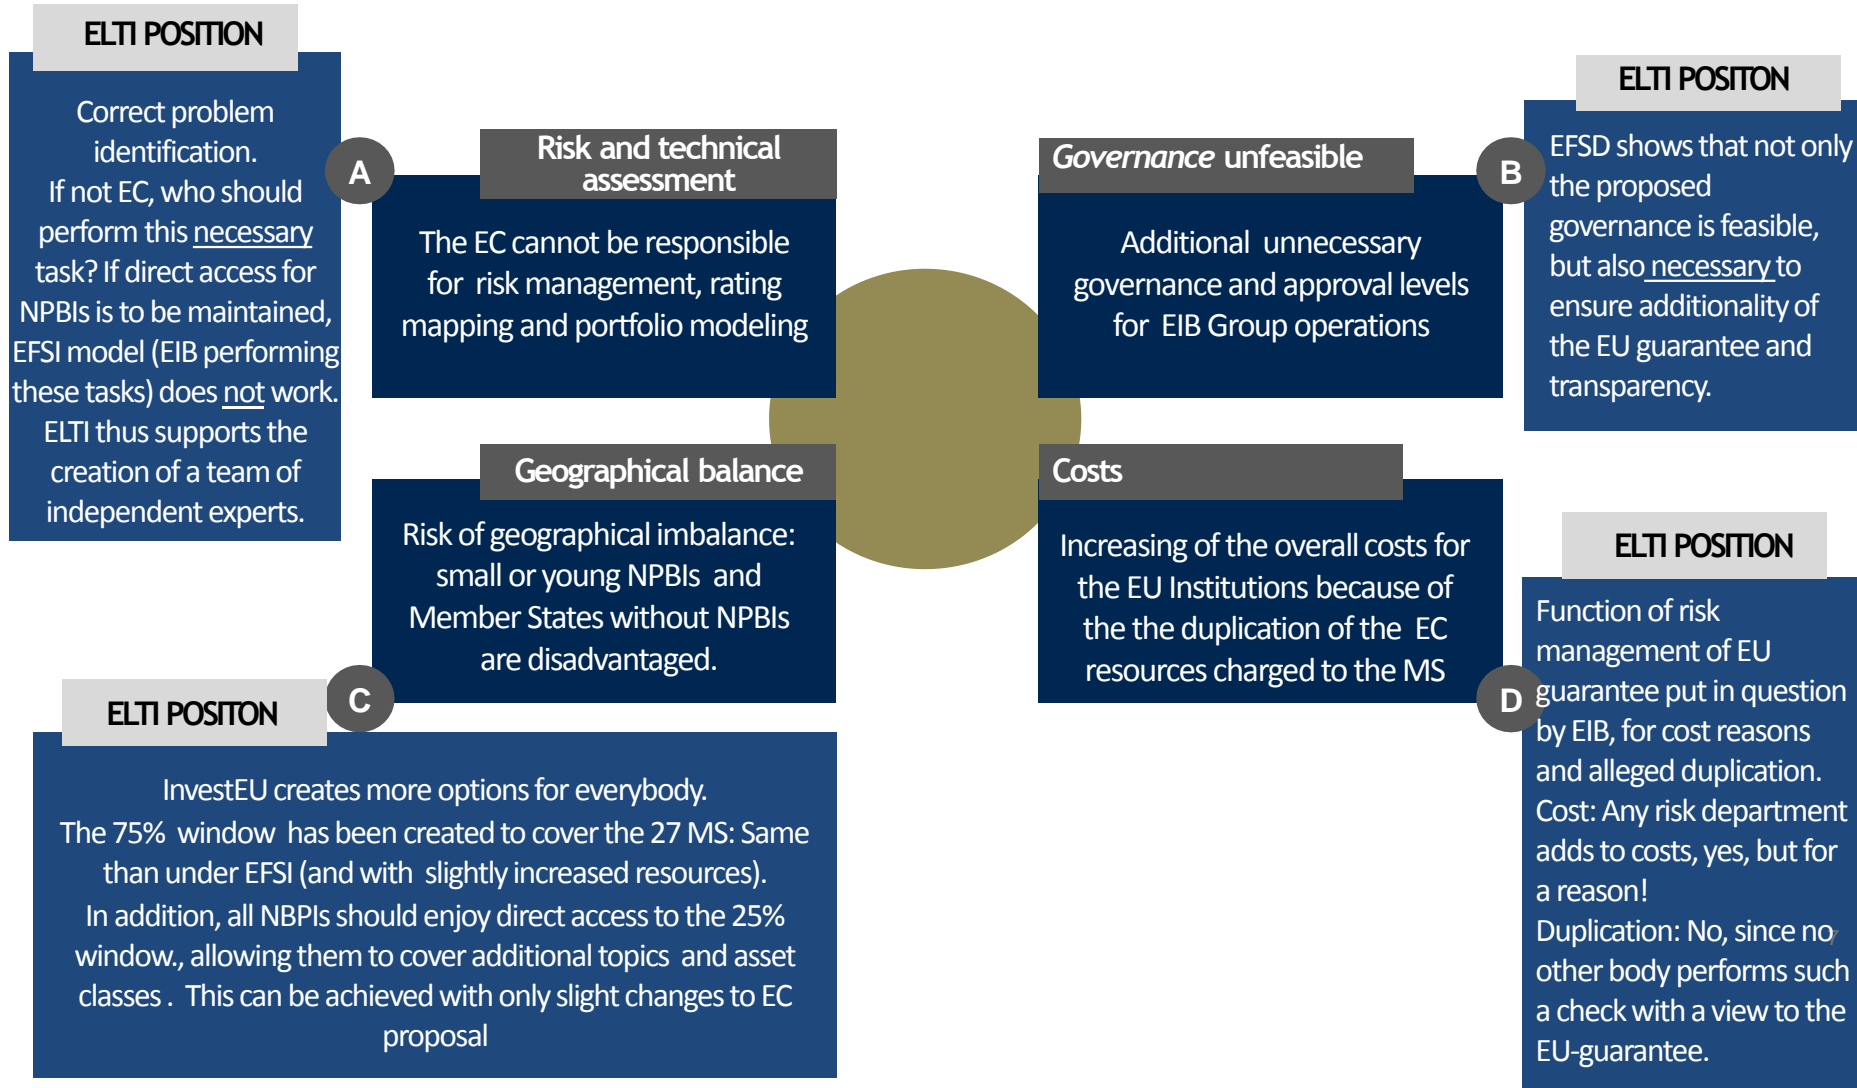 ELTI POSITION
Correct problem
identification.
If not EC, who should
perform this necessary
task? If direct access for
NPBIs is to be maintained,
EFSI model (EIB performing
these tasks) does not work.
ELTI thus supports the
creation of a team of
independent experts.
A
Risk and technical
assessment
The EC cannot be responsible
for risk management, rating
mapping and portfolio modeling
Governance unfeasible
Additional unnecessary
governance and approval levels
for EIB Group operations
B
ELTI POSITON
EFSD shows that not only
the proposed
governance is feasible,
but also necessary to
ensure additionality of
the EU guarantee and
transparency.
Geographical balance
Risk of geographical imbalance:
small or young NPBIs and
Member States without NPBIs
are disadvantaged.
C
ELTI POSITON
InvestEU creates more options for everybody.
The 75% window has been created to cover the 27 MS: Same
than under EFSI (and with slightly increased resources).
In addition, all NBPIs should enjoy direct access to the 25%
window., allowing them to cover additional topics and asset
classes . This can be achieved with only slight changes to EC
proposal
Costs
Increasing of the overall costs for
the EU Institutions because of
the the duplication of the EC
resources charged to the MS
D
ELTI POSITION
Function of risk
management of EU
guarantee put in question
by EIB, for cost reasons
and alleged duplication.
Cost: Any risk department
adds to costs, yes, but for
a reason!
Duplication: No, since no
other body performs such
a check with a view to the
EU-guarantee.
7